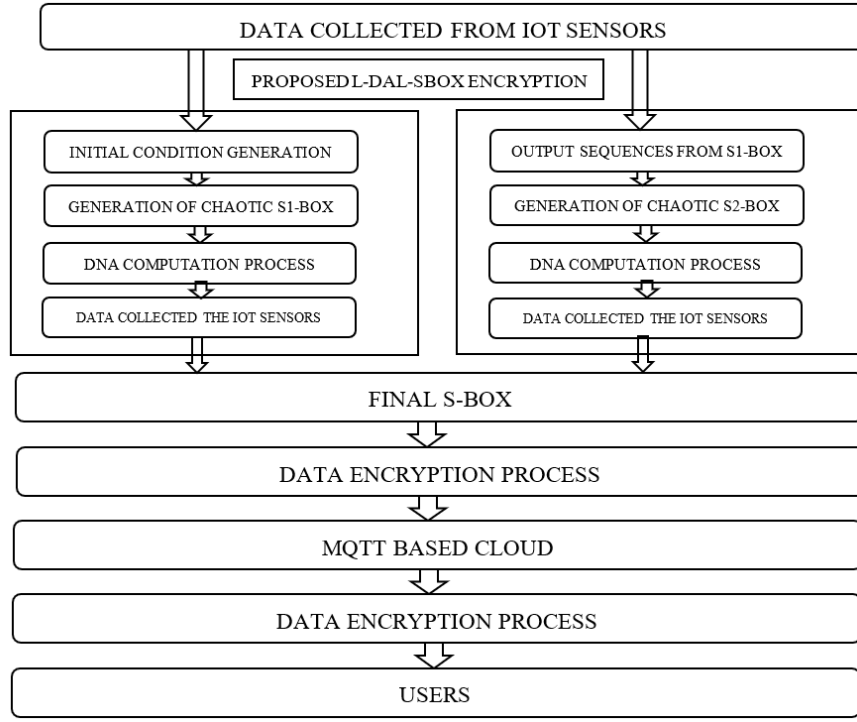 DATA COLLECTED FROM IOT SENSORS
PROPOSED L-DAL-SBOX ENCRYPTION
INITIAL CONDITION GENERATION
GENERATION OF CHAOTIC S1-BOX
DNA COMPUTATION PROCESS
DATA COLLECTED THE IOT SENSORS
OUTPUT SEQUENCES FROM S1-BOX
GENERATION OF CHAOTIC S2-BOX
DNA COMPUTATION PROCESS
DATA COLLECTED THE IOT SENSORS
FINAL S-BOX
DATA ENCRYPTION PROCESS
MQTT BASED CLOUD
DATA ENCRYPTION PROCESS
USERS